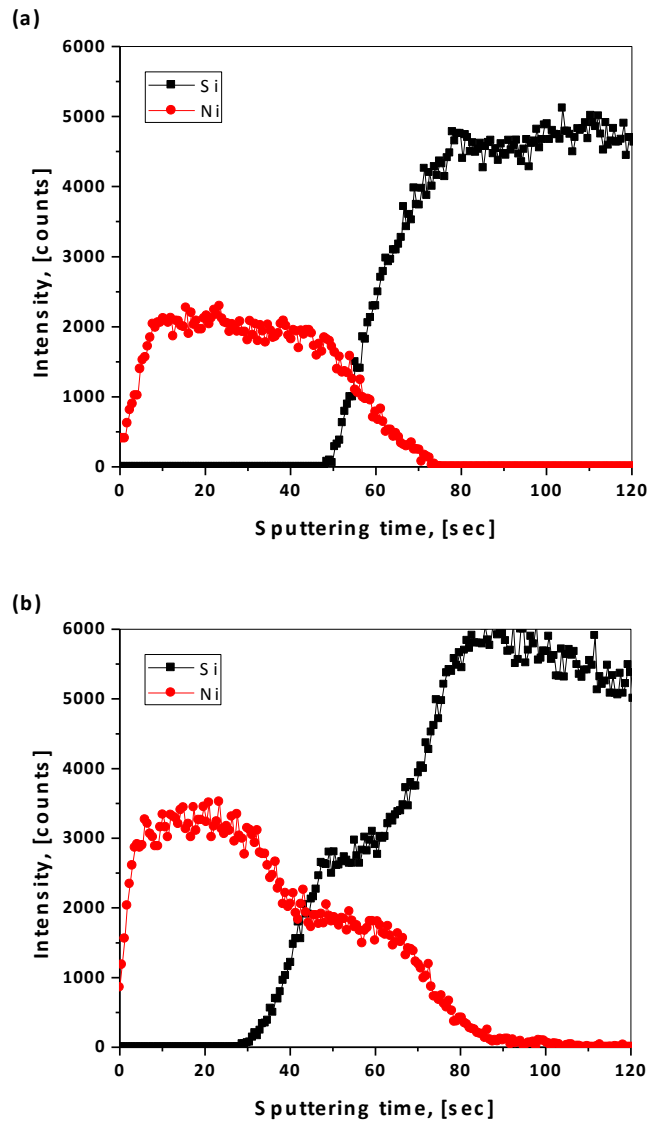 (a)
6000
5000
4000
3000
2000
1000
0
Intensity, [counts]
Si
Ni
0 20 40 60 80 100 120
Sputtering time, [sec]
(b)
6000
5000
4000
3000
2000
1000
0
Intensity, [counts]
Si
Ni
0 20 40 60 80 100 120
Sputtering time, [sec]